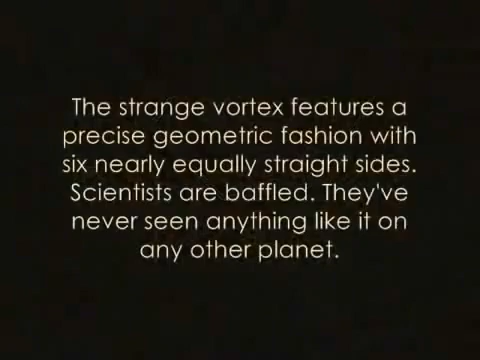 The strange vortex features a
precise geometric fashion with
six nearly equally straight sides.
Scientists are baffled. They've
never seen anything like it on
any other planet.